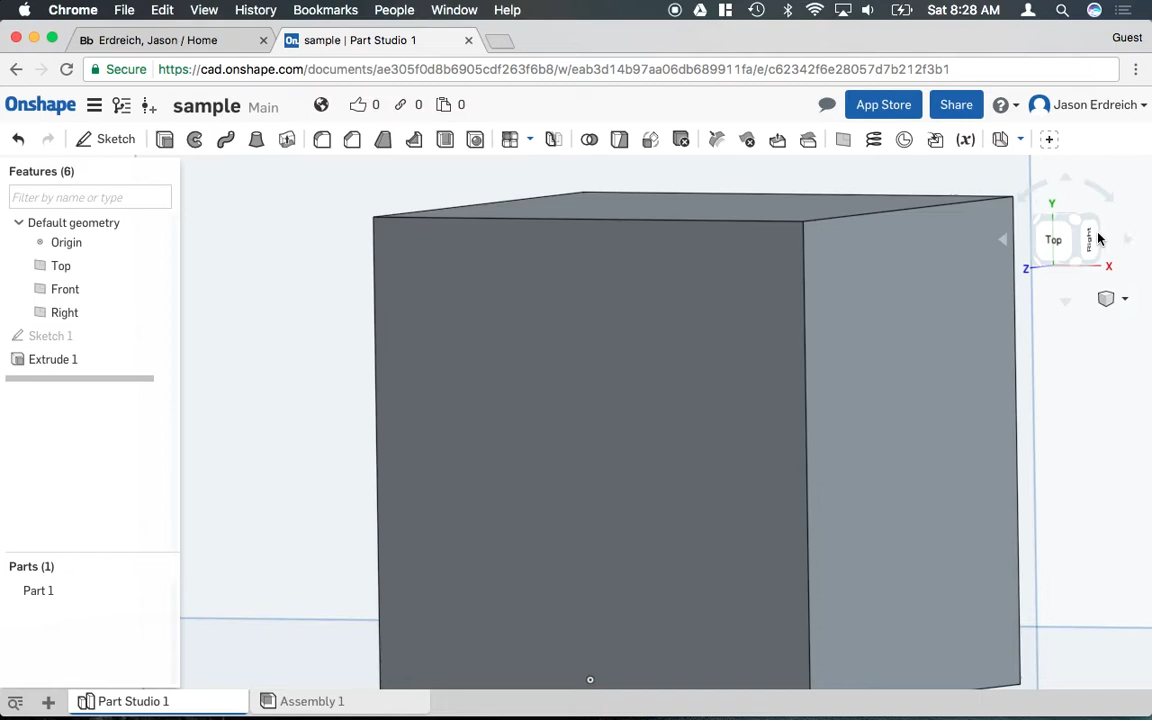 Chrome File Edit View History Bookmarks People Window Help Sat 8:28 AM
Bb Erdreich, Jason / Home On. sample | Part Studio 1 Guest
Secure https://cad.onshape.com/documents/ae305f0d8b6905cdf263f6b8/w/eab3d14b97aa06db689911fa/e/c62342f6e28057d7b212f3b1
Onshape sample Main 0 0 0 App Store Share Jason Erdreich
Sketch (x)
Features (6)
Filter by name or type
Default geometry
Origin
Top
Front
Right
Sketch 1
Extrude 1
Y
Top Right
Z X
Parts (1)
Part 1
Part Studio 1 Assembly 1